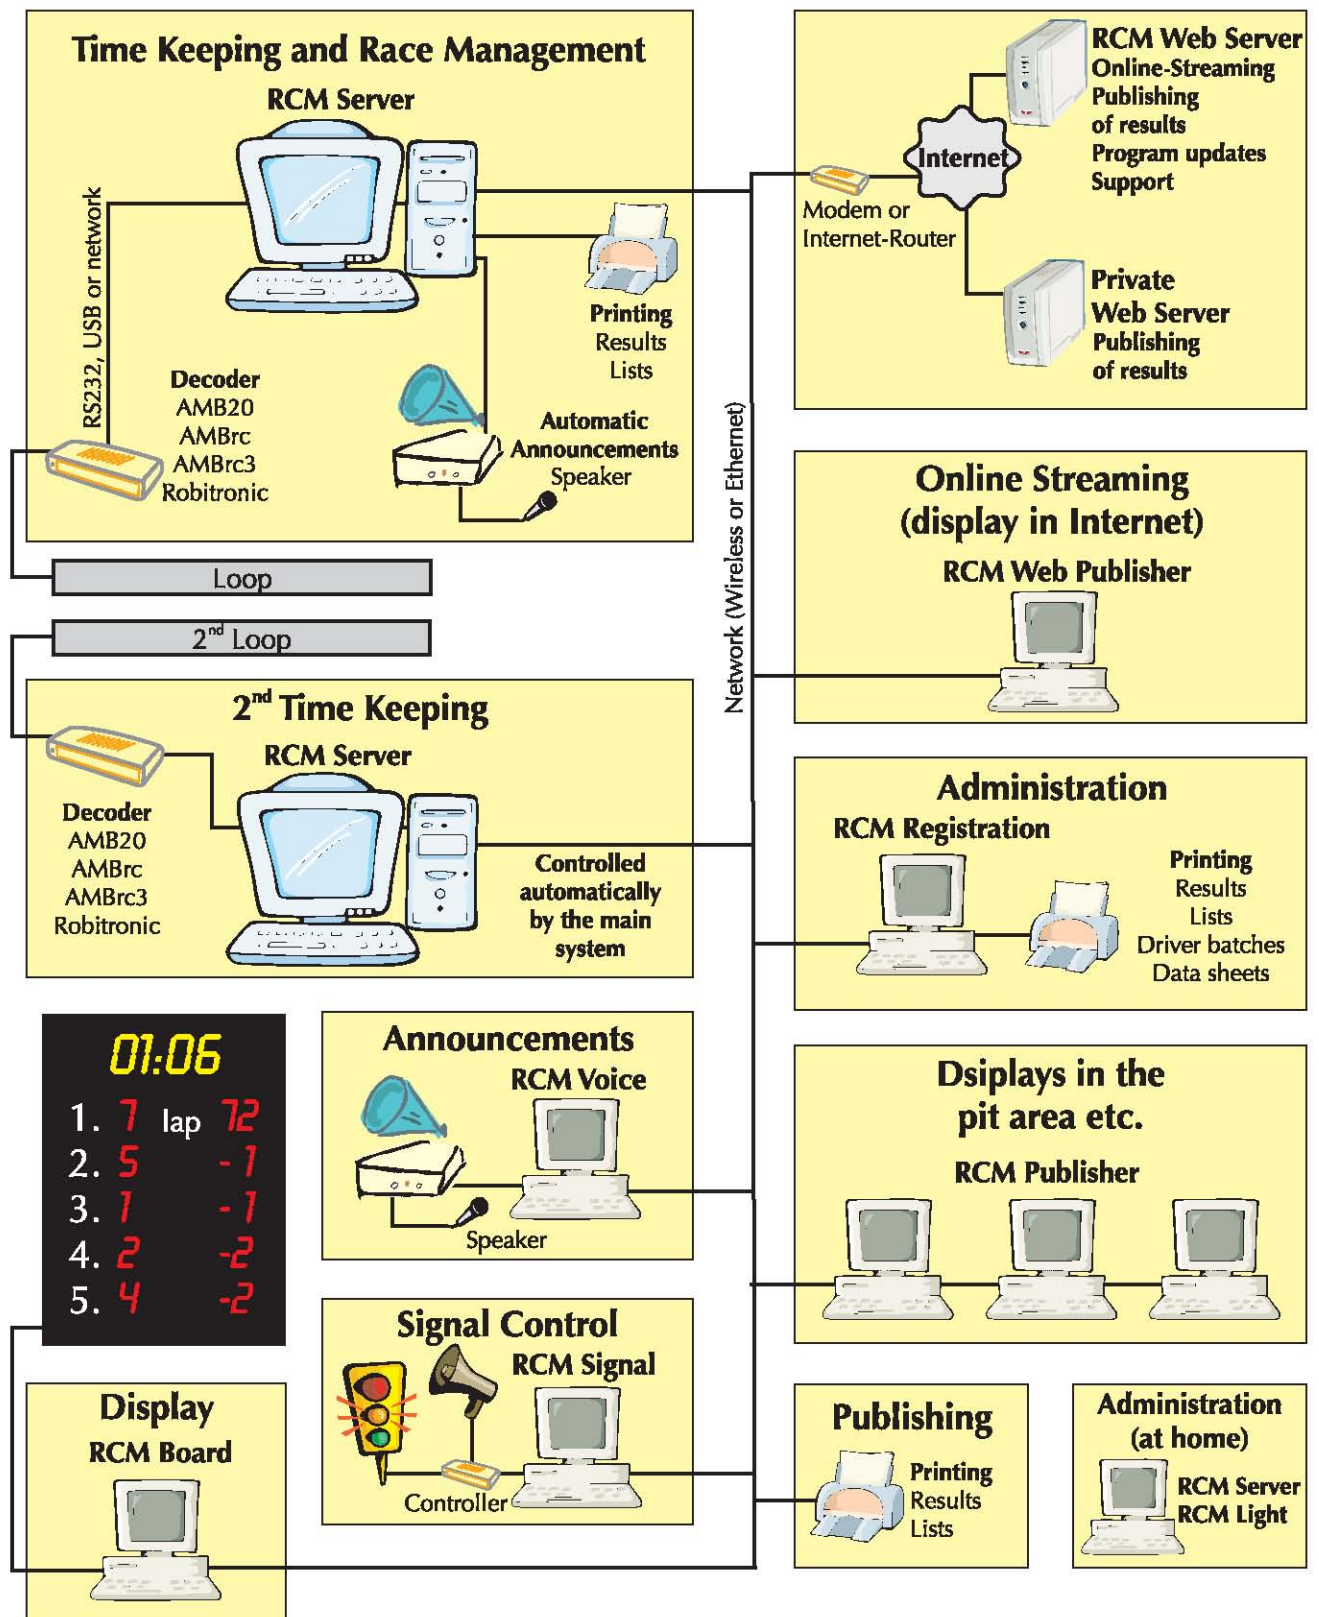 Time Keeping and Race Management
RCM Server
RS232, USB or network
Decoder
AMB20
AMBrc
AMBrc3
Robitronic
Printing
Results
Lists
Automatic
Announcements
Speaker
Loop
2nd Loop
2nd Time Keeping
RCM Server
Decoder
AMB20
AMBrc
AMBrc3
Robitronic
Controlled
automatically
by the main
system
01:06
1. 7 lap 72
2. 5 -1
3. 1 -1
4. 2 -2
5. 4 -2
Display
RCM Board
Announcements
RCM Voice
Speaker
Signal Control
RCM Signal
Controller
Network (Wireless or Ethernet)
RCM Web Server
Online-Streaming
Publishing
of results
Program updates
Support
Internet
Modem or
Internet-Router
Private
Web Server
Publishing
of results
Online Streaming
(display in Internet)
RCM Web Publisher
Administration
RCM Registration
Printing
Results
Lists
Driver batches
Data sheets
Dsiplays in the
pit area etc.
RCM Publisher
Publishing
Printing
Results
Lists
Administration
(at home)
RCM Server
RCM Light